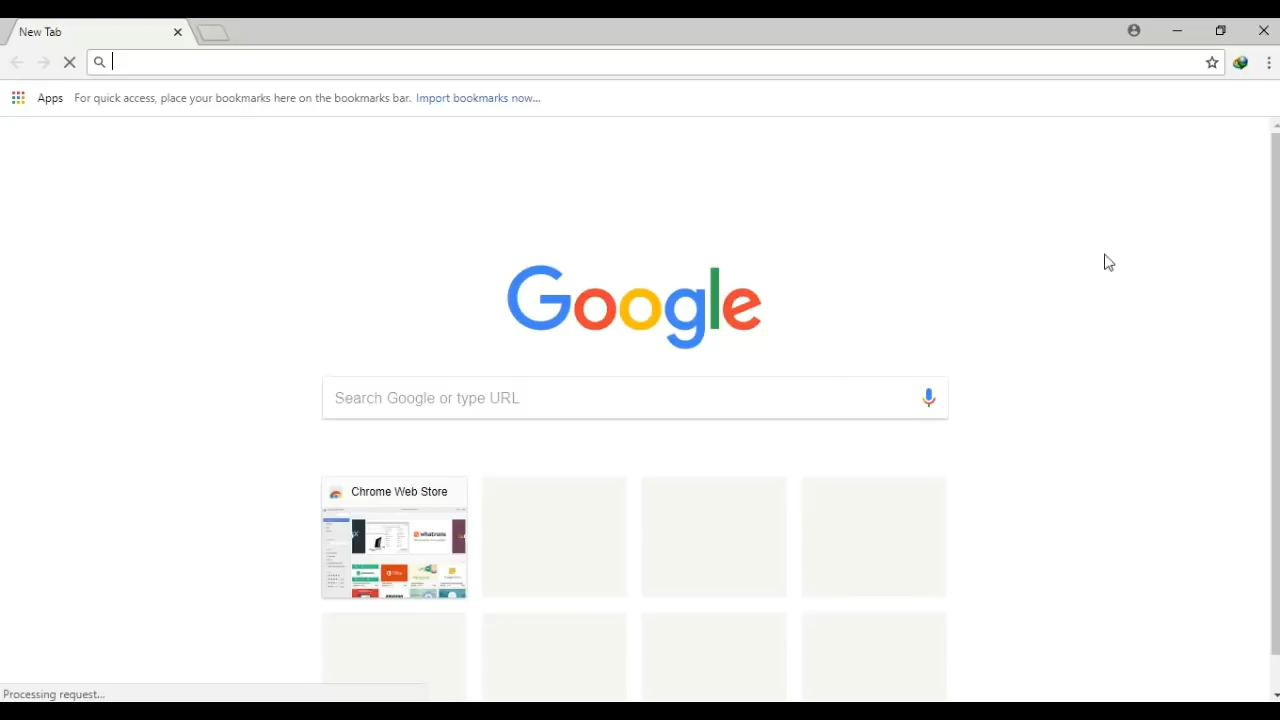 New Tab
Apps For quick access, place your bookmarks here on the bookmarks bar. Import bookmarks now...
Google
Search Google or type URL
Chrome Web Store
whatruns
Processing request...